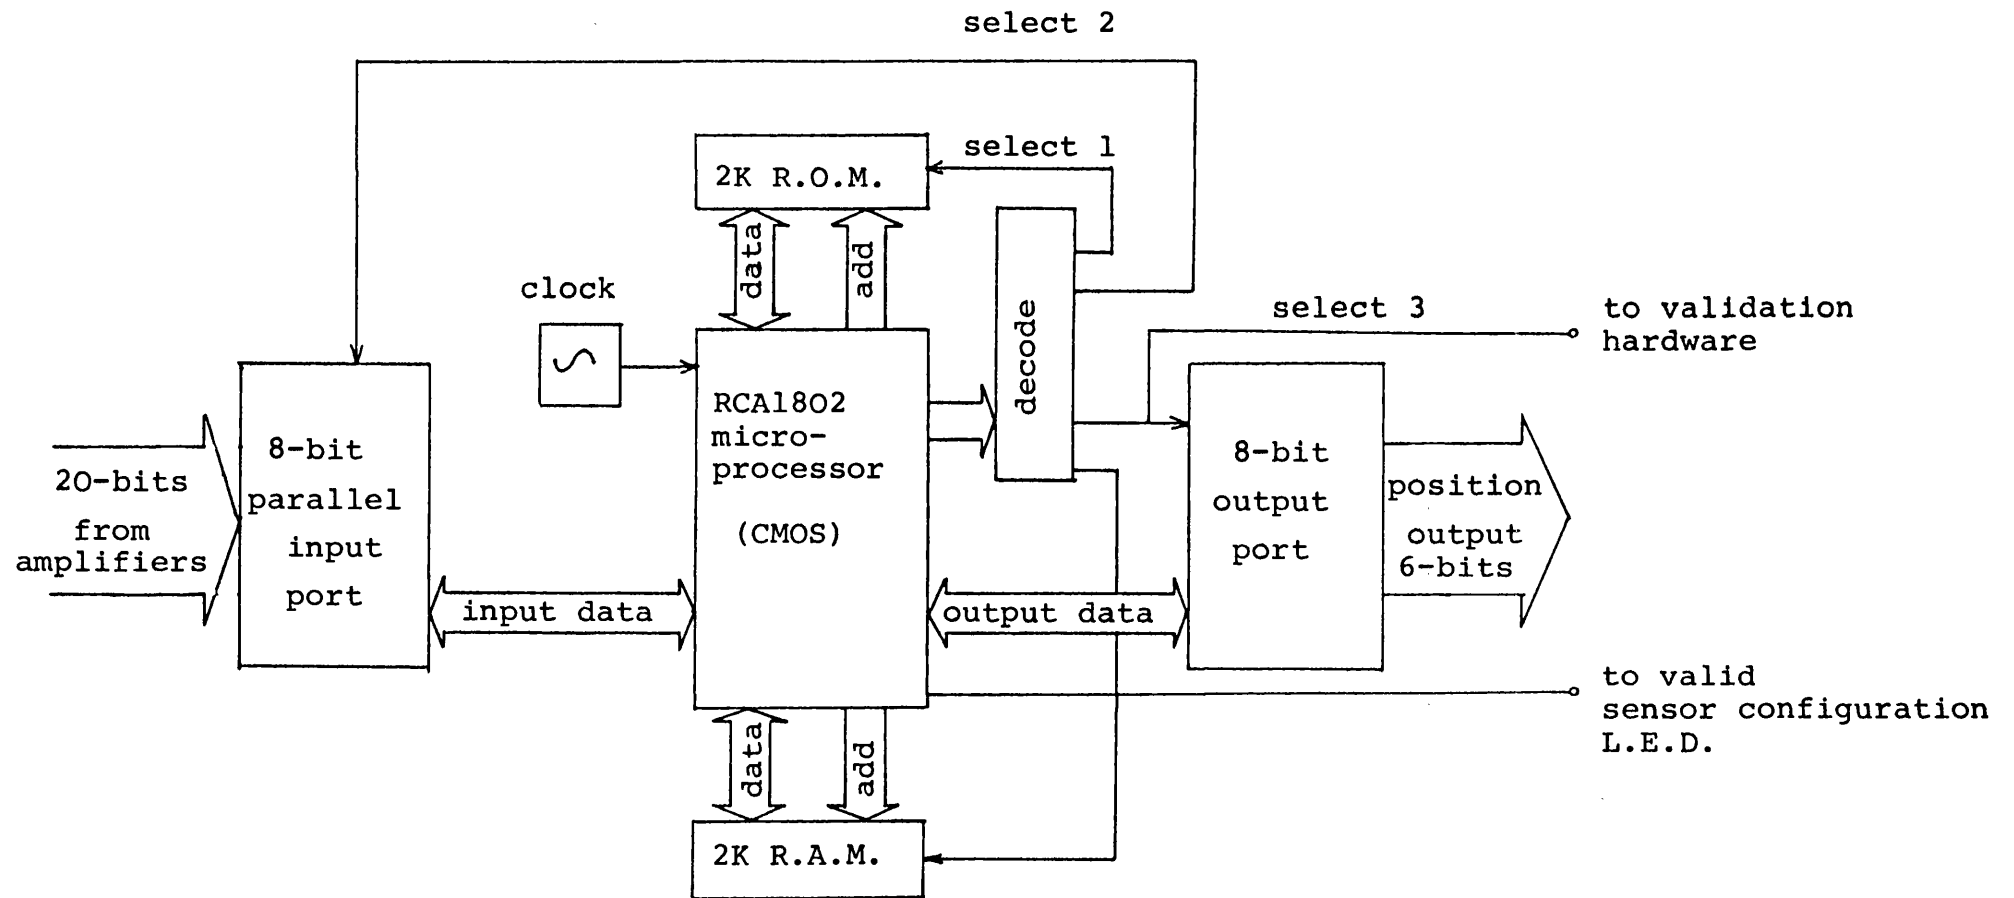 select 2
select 1
2K R.O.M.
data
add
clock
decode
select 3
to validation
hardware
RCA1802
micro-
processor
(CMOS)
20-bits
from
amplifiers
8-bit
parallel
input
port
input data
8-bit
output
port
position
output
6-bits
output data
to valid
sensor configuration
L.E.D.
data
add
2K R.A.M.